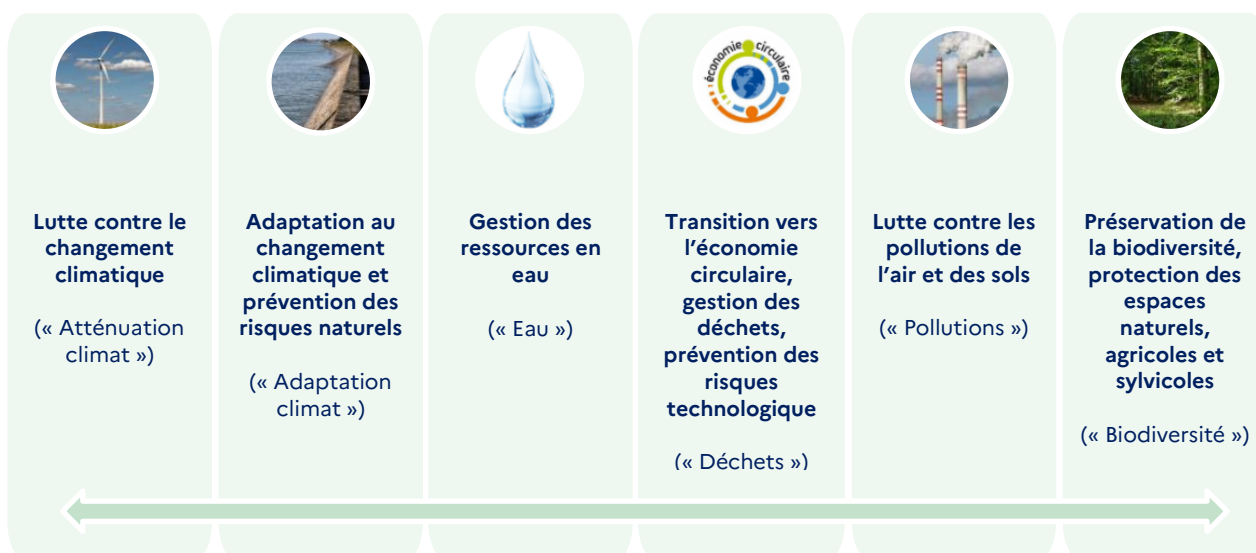 économie circulaire
Lutte contre le
changement
climatique
(« Atténuation
climat »)
Adaptation au
changement
climatique et
prévention des
risques naturels
(« Adaptation
climat »)
Gestion des
ressources en
eau
(« Eau »)
Transition vers
l’économie
circulaire,
gestion des
déchets,
prévention des
risques
technologique
(« Déchets »)
Lutte contre les
pollutions de
l’air et des sols
(« Pollutions »)
Préservation de
la biodiversité,
protection des
espaces
naturels,
agricoles et
sylvicoles
(« Biodiversité »)